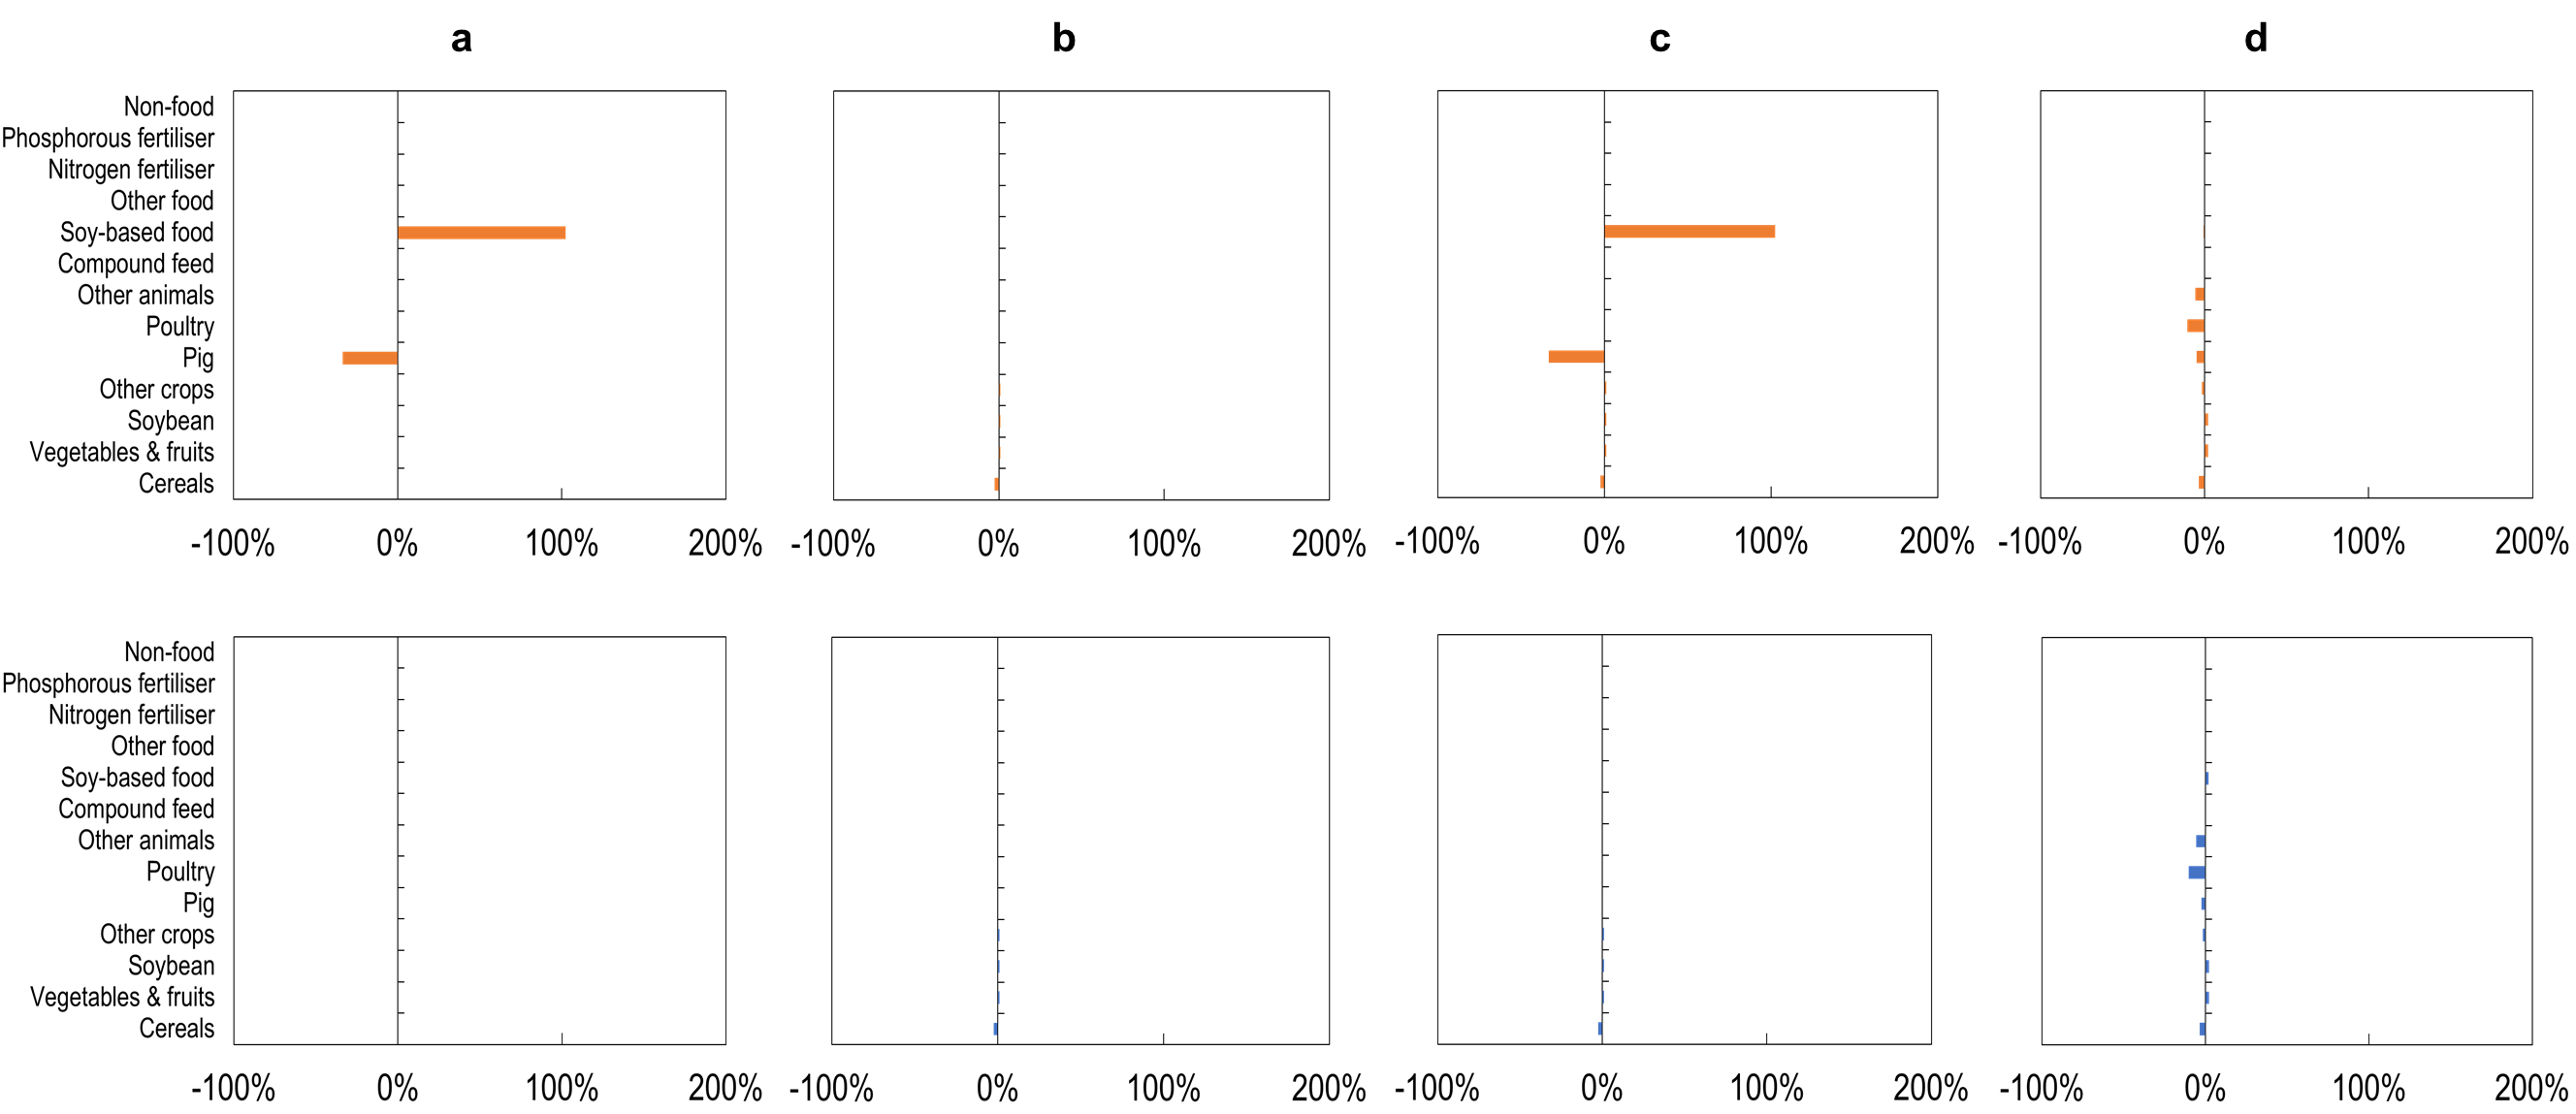 a b c d
Non-food
Phosphorous fertiliser
Nitrogen fertiliser
Other food
Soy-based food
Compound feed
Other animals
Poultry
Pig
Other crops
Soybean
Vegetables & fruits
Cereals
-100% 0% 100% 200% -100% 0% 100% 200% -100% 0% 100% 200% -100% 0% 100% 200%
Non-food
Phosphorous fertiliser
Nitrogen fertiliser
Other food
Soy-based food
Compound feed
Other animals
Poultry
Pig
Other crops
Soybean
Vegetables & fruits
Cereals
-100% 0% 100% 200% -100% 0% 100% 200% -100% 0% 100% 200% -100% 0% 100% 200%